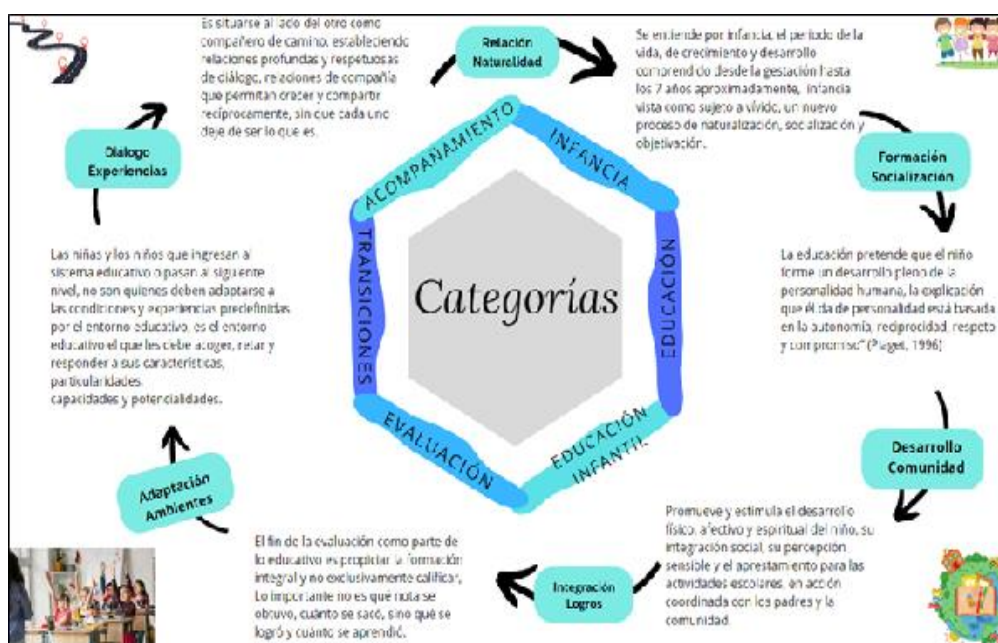 Es situarse al lado del otro como
compañero de camino, estableciendo
relaciones profundas y respetuosas
de diálogo, relaciones de compañía
que permitan crecer y compartir
recíprocamente, sin que cada uno
deje de ser lo que es.
Relación
Naturalidad
Se entiende por infancia, el periodo de la
vida, de crecimiento y desarrollo
comprendido desde la gestación hasta
los 7 años aproximadamente, infancia
vista como sujeto a vivido, un nuevo
proceso de naturalización, socialización y
objetivación.
Formación
Socialización
La educación pretende que el niño
forme un desarrollo pleno de la
personalidad humana, la explicación
que él da de personalidad está basada
en la autonomía, reciprocidad, respeto
y compromiso" (Piaget, 1996)
Desarrollo
Comunidad
Promueve y estimula el desarrollo
físico, afectivo y espiritual del niño, su
integración social, su percepción
sensible y el aprestamiento para las
actividades escolares, en acción
coordinada con los padres y la
comunidad.
Integración
Logros
El fin de la evaluación como parte de
lo educativo es propiciar la formación
integral y no exclusivamente calificar,
Lo importante no es qué nota se
obtuvo, cuánto se sacó, sino qué se
logró y cuánto se aprendió.
Adaptación
Ambientes
Las niñas y los niños que ingresan al
sistema educativo o pasan al siguiente
nivel, no son quienes deben adaptarse a
las condiciones y experiencias predefinidas
por el entorno educativo, es el entorno
educativo el que les debe acoger, retar y
responder a sus características,
particularidades
capacidades y potencialidades.
Dialogo
Experiencias
ACOMPAÑAMIENTO
INFANCIA
EDUCACIÓN
EDUCACIÓN
INFANTIL
EVALUACIÓN
TRANSICIONES
Categorías